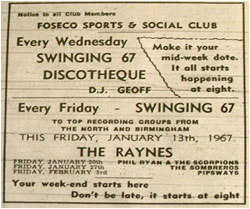 Notice to all Club Members
FOSECO SPORTS & SOCIAL CLUB
Every Wednesday
SWINGING 67
DISCOTHEQUE
D.J. GEOFF
Make it your
mid-week date.
It all starts
happening
at eight.
Every Friday - SWINGING 67
TO TOP RECORDING GROUPS FROM
THE NORTH AND BIRMINGHAM
THIS FRIDAY, JANUARY 13th, 1967
THE RAYNES
FRIDAY, JANUARY 20th PHIL RYAN & THE SCORPIONS
FRIDAY, JANUARY 27th THE SOMBREROS
FRIDAY, FEBRUARY 3rd PIPSWAYS
Your week-end starts here
Don't be late, it starts at eight